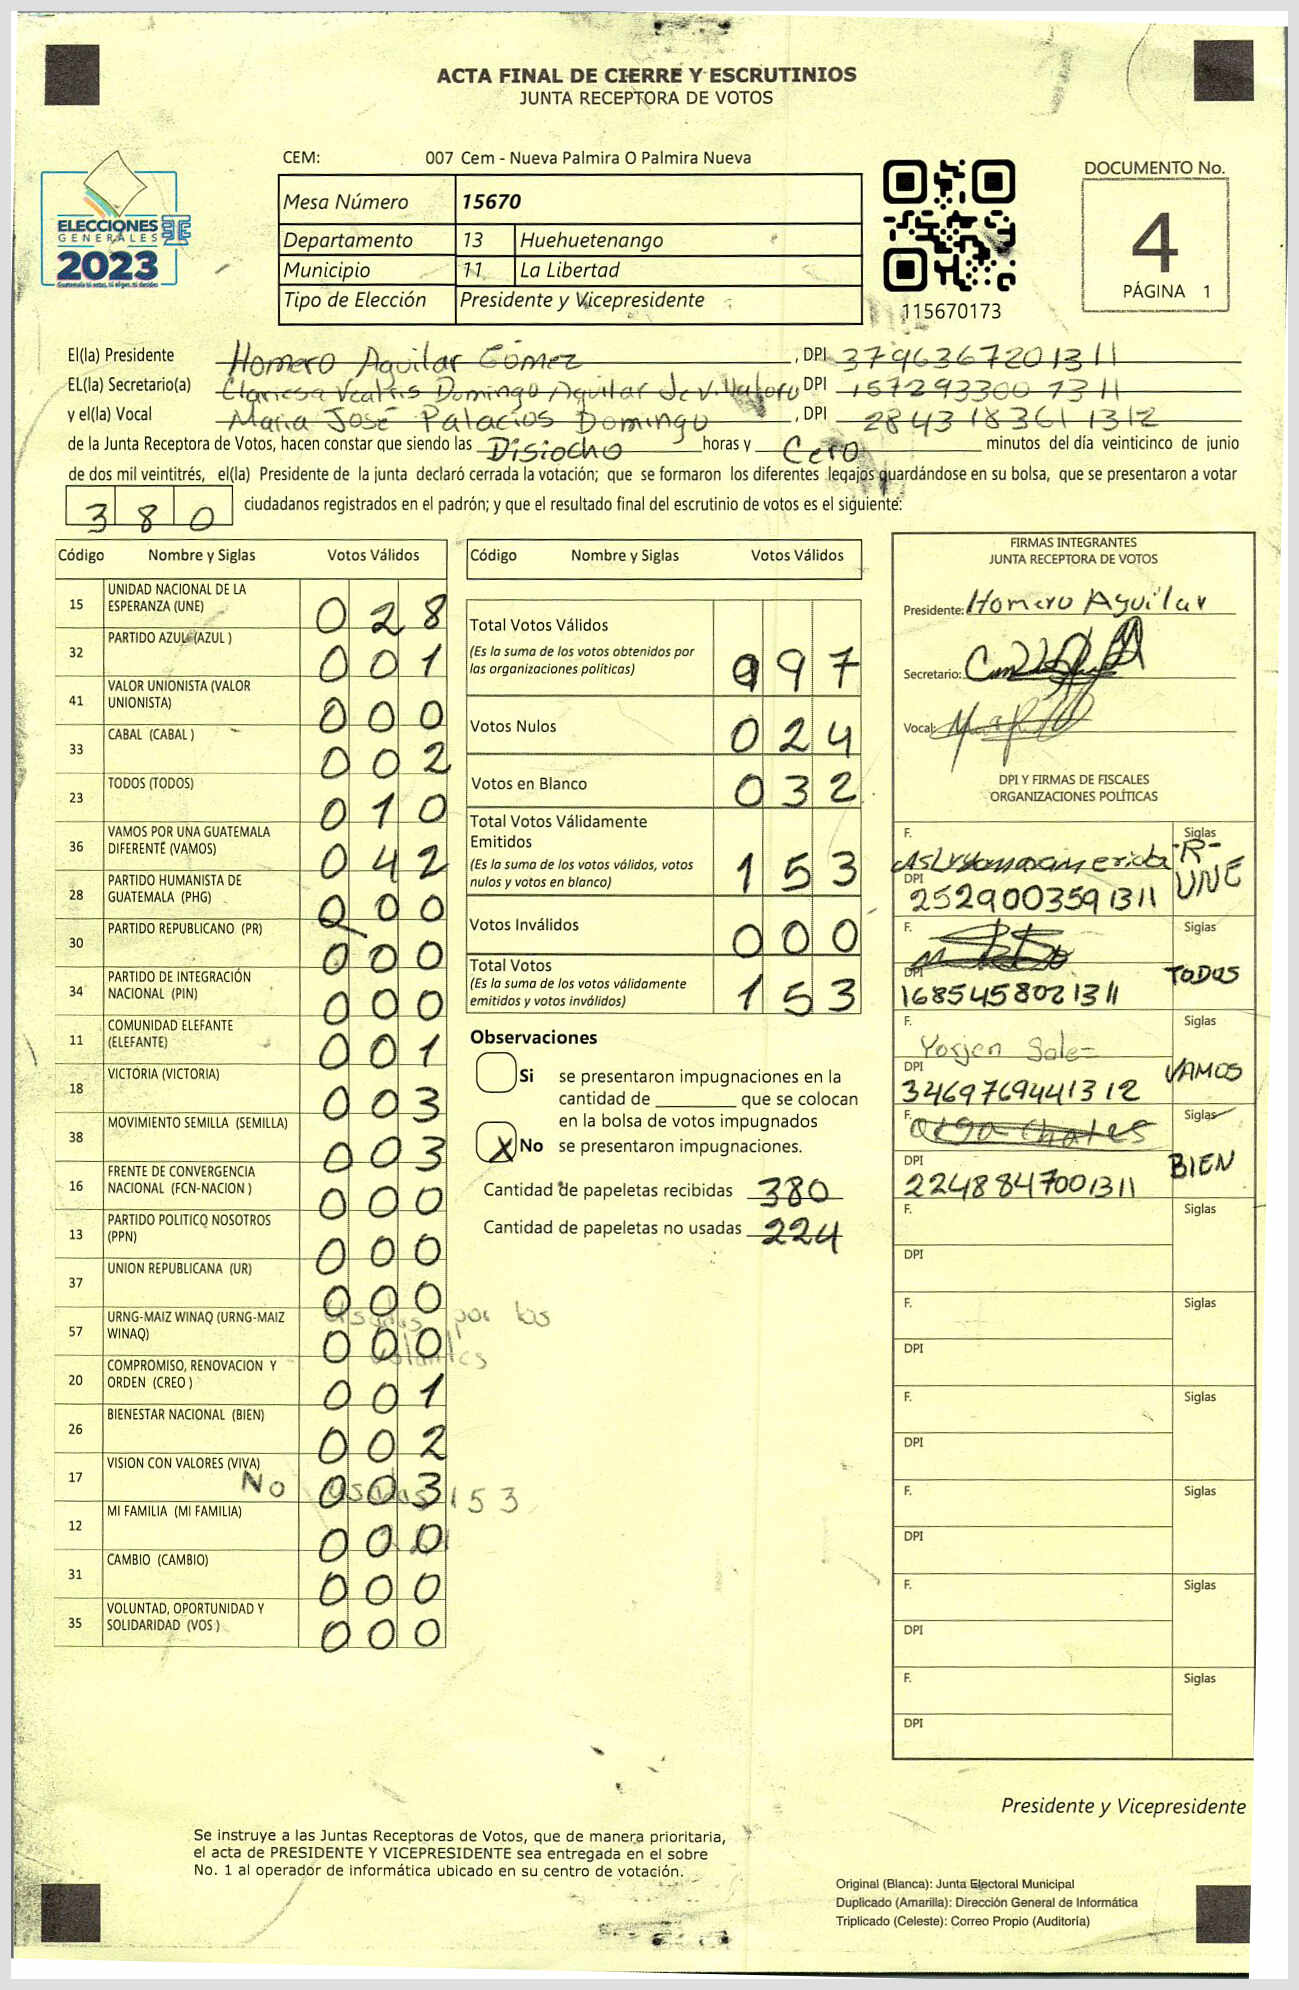 ACTA FINAL DE CIERRE Y ESCRUTINIOS
JUNTA RECEPTORA DE VOTOS
CEM: 007 Cem - Nueva Palmira O Palmira Nueva
ELECCIONES
GENERALES
2023
Mesa Número 15670
Departamento 13 Huehuetenango
Municipio 11 La Libertad
Tipo de Elección Presidente y Vicepresidente
115670173
DOCUMENTO No.
4
PÁGINA 1
El(la) Presidente Homero Aguilar Gómez, DPI 3796367201311
EL(la) Secretario(a) Domingo Aguilar DPI 1572933001311
y el(la) Vocal Maria José Palacios Domingo, DPI 2843183611312
de la Junta Receptora de Votos, hacen constar que siendo las Disiocho horas y Cero minutos del día veinticinco de junio
de dos mil veintitrés, el(la) Presidente de la junta declaró cerrada la votación; que se formaron los diferentes legajos guardándose en su bolsa, que se presentaron a votar
380 ciudadanos registrados en el padrón; y que el resultado final del escrutinio de votos es el siguiente:
Código Nombre y Siglas Votos Válidos
15 UNIDAD NACIONAL DE LA ESPERANZA (UNE) 028
32 PARTIDO AZUL (AZUL ) 001
41 VALOR UNIONISTA (VALOR UNIONISTA) 000
33 CABAL (CABAL ) 002
23 TODOS (TODOS) 010
36 VAMOS POR UNA GUATEMALA DIFERENTE (VAMOS) 042
28 PARTIDO HUMANISTA DE GUATEMALA (PHG) 000
30 PARTIDO REPUBLICANO (PR) 000
34 PARTIDO DE INTEGRACIÓN NACIONAL (PIN) 000
11 COMUNIDAD ELEFANTE (ELEFANTE) 001
18 VICTORIA (VICTORIA) 003
38 MOVIMIENTO SEMILLA (SEMILLA) 003
16 FRENTE DE CONVERGENCIA NACIONAL (FCN-NACION ) 000
13 PARTIDO POLITICO NOSOTROS (PPN) 000
37 UNION REPUBLICANA (UR) 000
57 URNG-MAIZ WINAQ (URNG-MAIZ WINAQ) 000
20 COMPROMISO, RENOVACION Y ORDEN (CREO ) 001
26 BIENESTAR NACIONAL (BIEN) 002
17 VISION CON VALORES (VIVA) 003
12 MI FAMILIA (MI FAMILIA) 000
31 CAMBIO (CAMBIO) 000
35 VOLUNTAD, OPORTUNIDAD Y SOLIDARIDAD (VOS ) 000
usadas por los
No usadas 153
Código Nombre y Siglas Votos Válidos
Total Votos Válidos
(Es la suma de los votos obtenidos por
las organizaciones políticas) 997
Votos Nulos 024
Votos en Blanco 032
Total Votos Válidamente
Emitidos
(Es la suma de los votos válidos, votos
nulos y votos en blanco) 153
Votos Inválidos 000
Total Votos
(Es la suma de los votos válidamente
emitidos y votos inválidos) 153
Observaciones
Si se presentaron impugnaciones en la
cantidad de ________ que se colocan
en la bolsa de votos impugnados
X No se presentaron impugnaciones.
Cantidad de papeletas recibidas 380
Cantidad de papeletas no usadas 224
FIRMAS INTEGRANTES
JUNTA RECEPTORA DE VOTOS
Presidente: Homero Aguilar
Secretario:
Vocal:
DPI Y FIRMAS DE FISCALES
ORGANIZACIONES POLÍTICAS
F. Siglas
-R-
UNE
DPI
2529003591311
F. Siglas
TODOS
DPI
1685458021311
F. Siglas
VAMOS
DPI
3469769441312
F. Siglas
BIEN
DPI
2248847001311
F. Siglas
DPI
F. Siglas
DPI
F. Siglas
DPI
F. Siglas
DPI
F. Siglas
DPI
F. Siglas
DPI
Presidente y Vicepresidente
Se instruye a las Juntas Receptoras de Votos, que de manera prioritaria,
el acta de PRESIDENTE Y VICEPRESIDENTE sea entregada en el sobre
No. 1 al operador de informática ubicado en su centro de votación.
Original (Blanca): Junta Electoral Municipal
Duplicado (Amarilla): Dirección General de Informática
Triplicado (Celeste): Correo Propio (Auditoría)